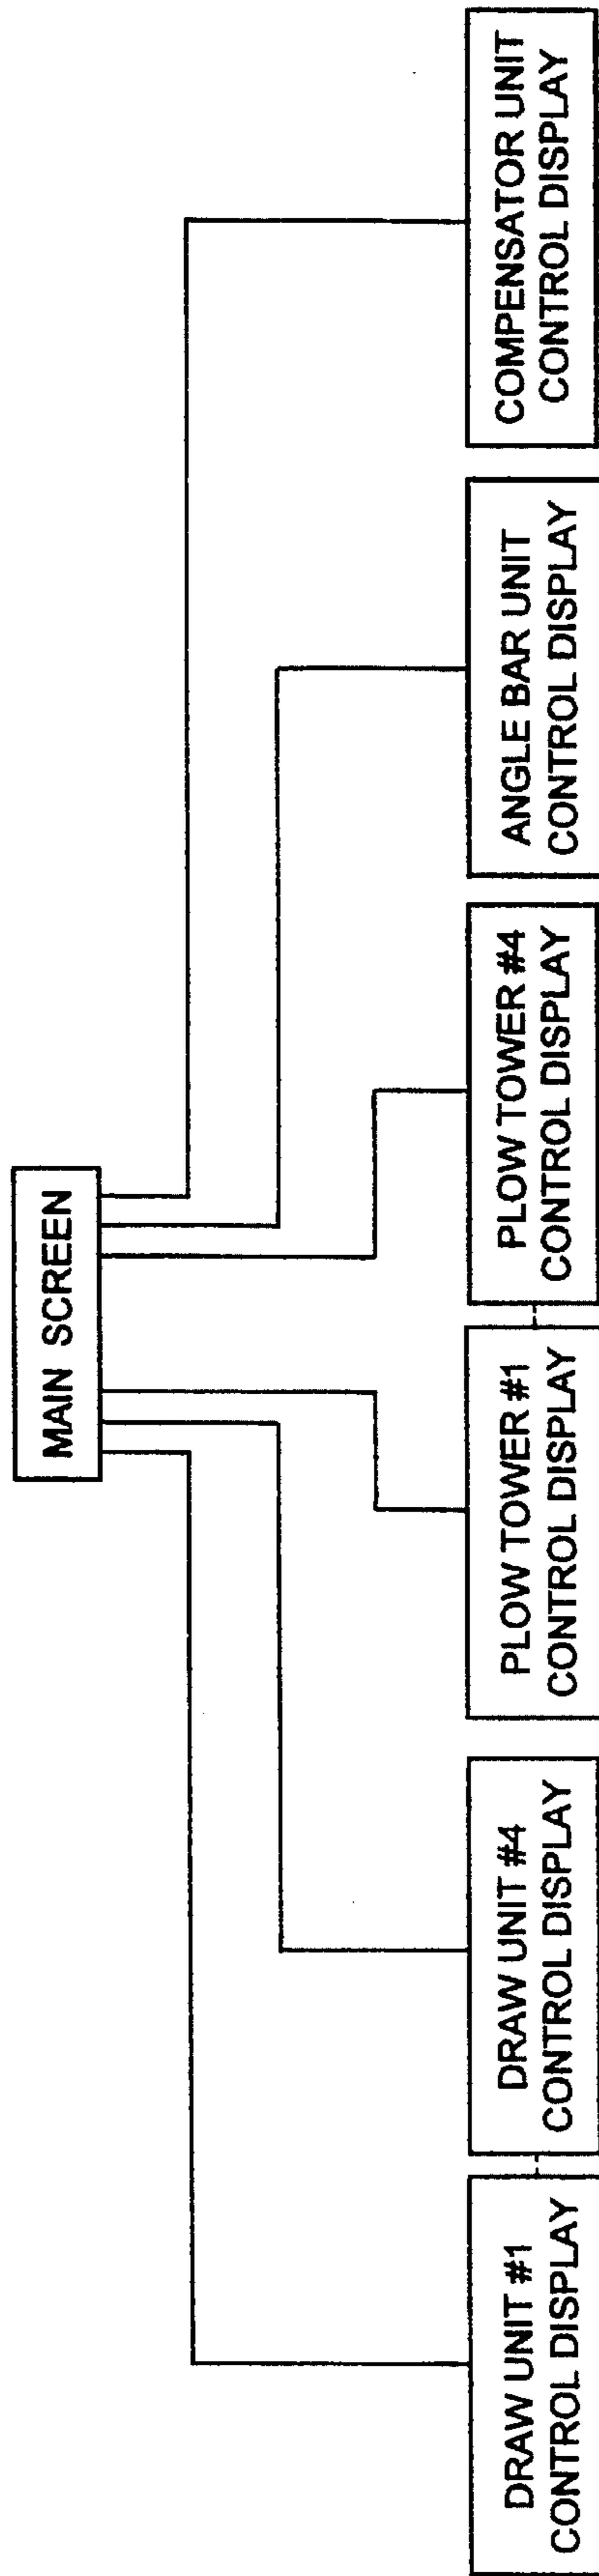 MAIN SCREEN
DRAW UNIT #1
CONTROL DISPLAY
DRAW UNIT #4
CONTROL DISPLAY
PLOW TOWER #1
CONTROL DISPLAY
PLOW TOWER #4
CONTROL DISPLAY
ANGLE BAR UNIT
CONTROL DISPLAY
COMPENSATOR UNIT
CONTROL DISPLAY